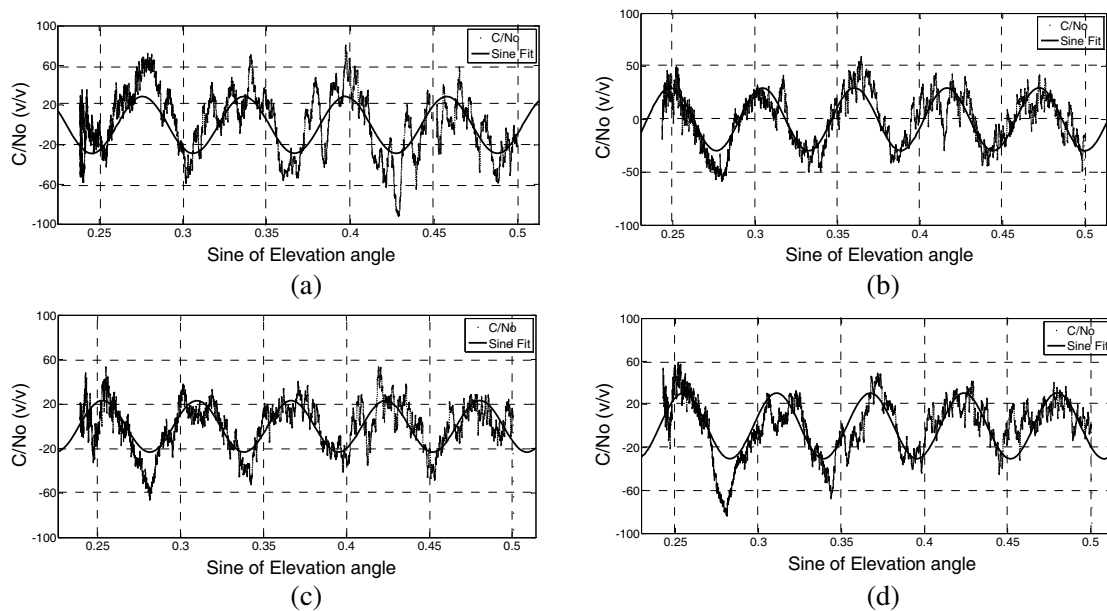 100
60
20
-20
-60
-100
C/No (v/v)
C/No
Sine Fit
0.25 0.3 0.35 0.4 0.45 0.5
Sine of Elevation angle
(a)
100
50
0
-50
-100
C/No (v/v)
C/No
Sine Fit
0.25 0.3 0.35 0.4 0.45 0.5
Sine of Elevation angle
(b)
100
60
20
-20
-60
-100
C/No (v/v)
C/No
Sine Fit
0.25 0.3 0.35 0.4 0.45 0.5
Sine of Elevation angle
(c)
100
60
20
-20
-60
-100
C/No (v/v)
C/No
Sine Fit
0.25 0.3 0.35 0.4 0.45 0.5
Sine of Elevation angle
(d)